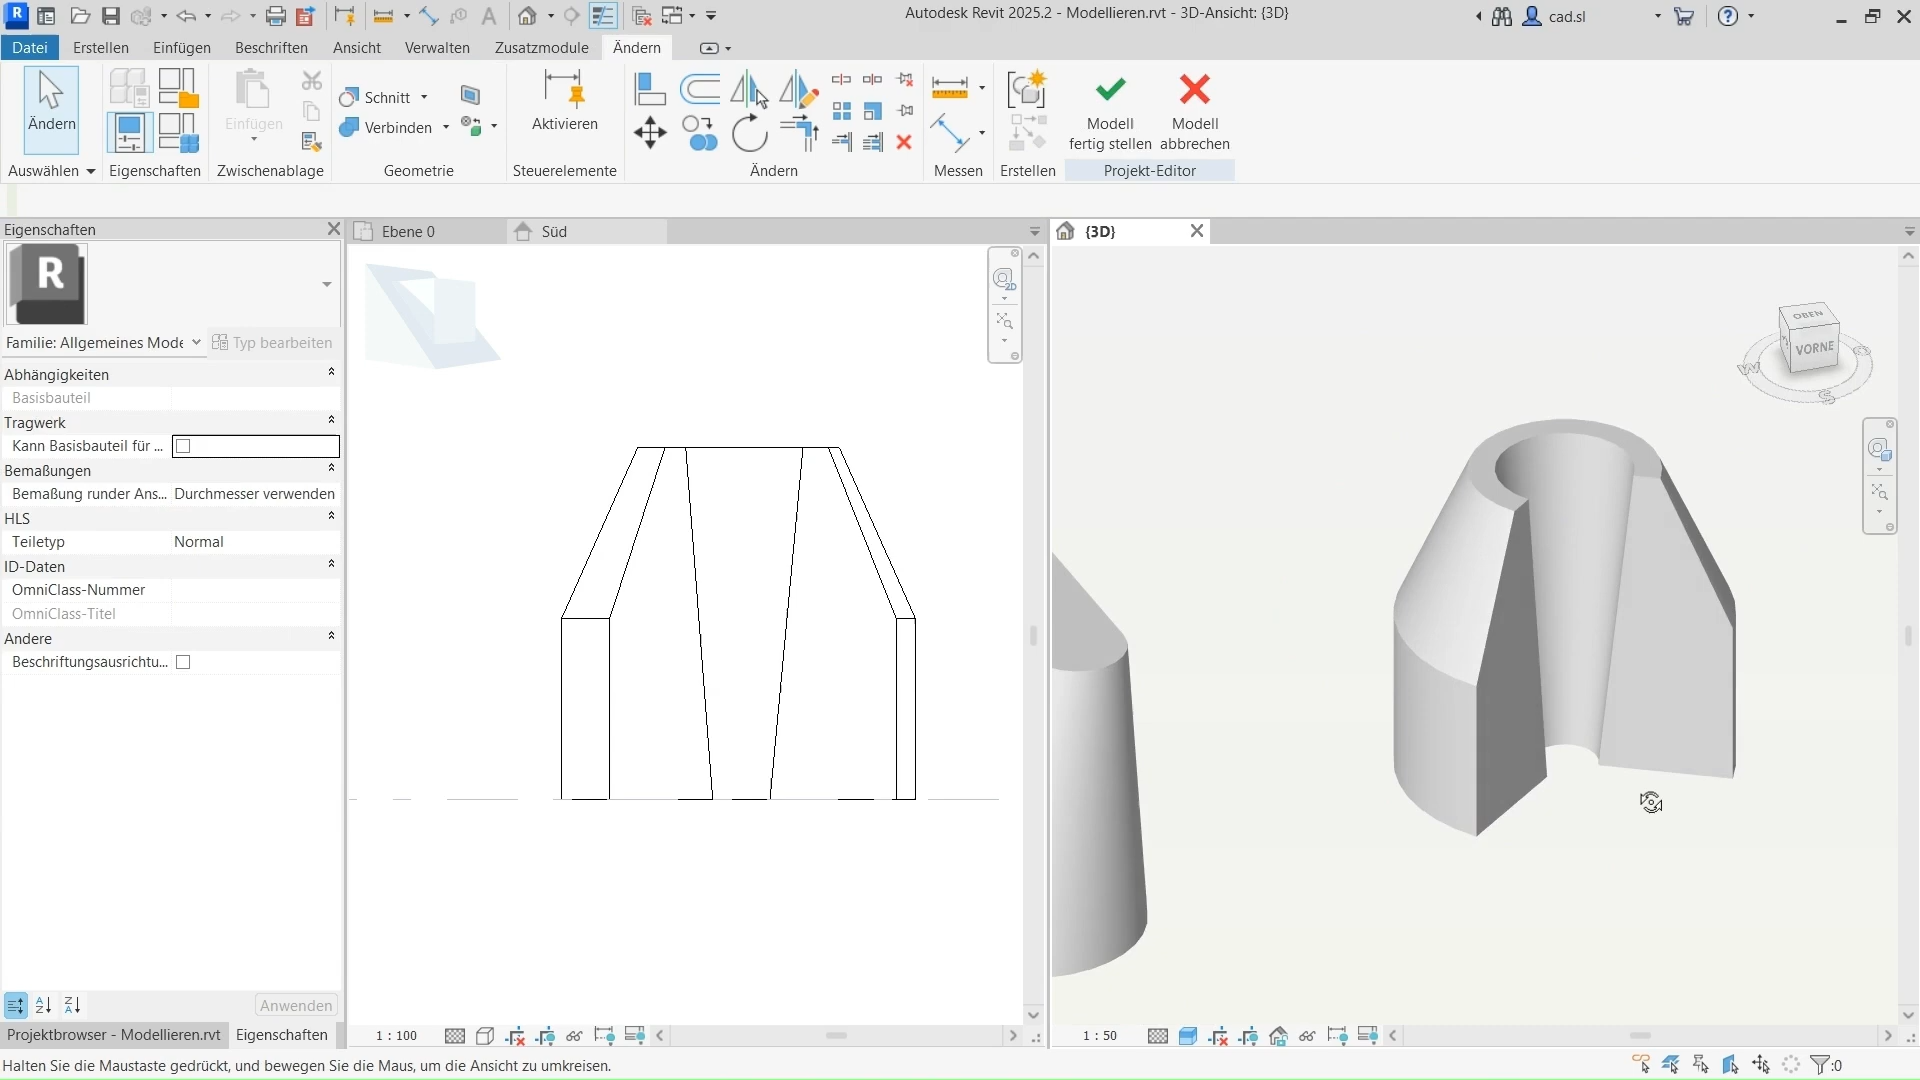 R
Autodesk Revit 2025.2 - Modellieren.rvt - 3D-Ansicht: {3D}
cad.sl
Datei
Erstellen
Einfügen
Beschriften
Ansicht
Verwalten
Zusatzmodule
Ändern
Ändern
Einfügen
Schnitt
Verbinden
Aktivieren
Modell
fertig stellen
Modell
abbrechen
Auswählen
Eigenschaften
Zwischenablage
Geometrie
Steuerelemente
Ändern
Messen
Erstellen
Projekt-Editor
Eigenschaften
Ebene 0
Süd
{3D}
R
Familie: Allgemeines Mode
Typ bearbeiten
Abhängigkeiten
Basisbauteil
Tragwerk
Kann Basisbauteil für ...
Bemaßungen
Bemaßung runder Ans...
Durchmesser verwenden
HLS
Teiletyp
Normal
ID-Daten
OmniClass-Nummer
OmniClass-Titel
Andere
Beschriftungsausrichtu...
2D
OBEN
VORNE
W
S
Anwenden
Projektbrowser - Modellieren.rvt
Eigenschaften
1 : 100
1 : 50
Halten Sie die Maustaste gedrückt, und bewegen Sie die Maus, um die Ansicht zu umkreisen.
:0